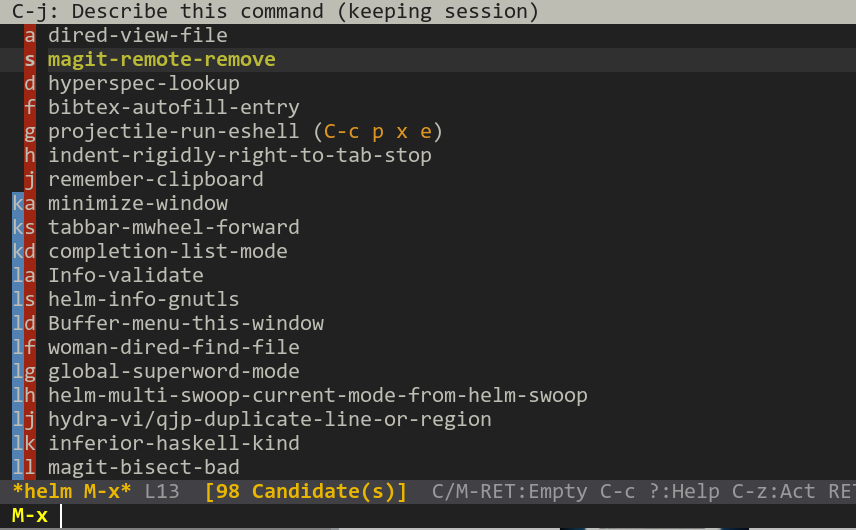 C-j: Describe this command (keeping session)
a dired-view-file
s magit-remote-remove
d hyperspec-lookup
f bibtex-autofill-entry
g projectile-run-eshell (C-c p x e)
h indent-rigidly-right-to-tab-stop
j remember-clipboard
ka minimize-window
ks tabbar-mwheel-forward
kd completion-list-mode
la Info-validate
ls helm-info-gnutls
ld Buffer-menu-this-window
lf woman-dired-find-file
lg global-superword-mode
lh helm-multi-swoop-current-mode-from-helm-swoop
lj hydra-vi/qjp-duplicate-line-or-region
lk inferior-haskell-kind
ll magit-bisect-bad
*helm M-x* L13 [98 Candidate(s)] C/M-RET:Empty C-c ?:Help C-z:Act RET
M-x